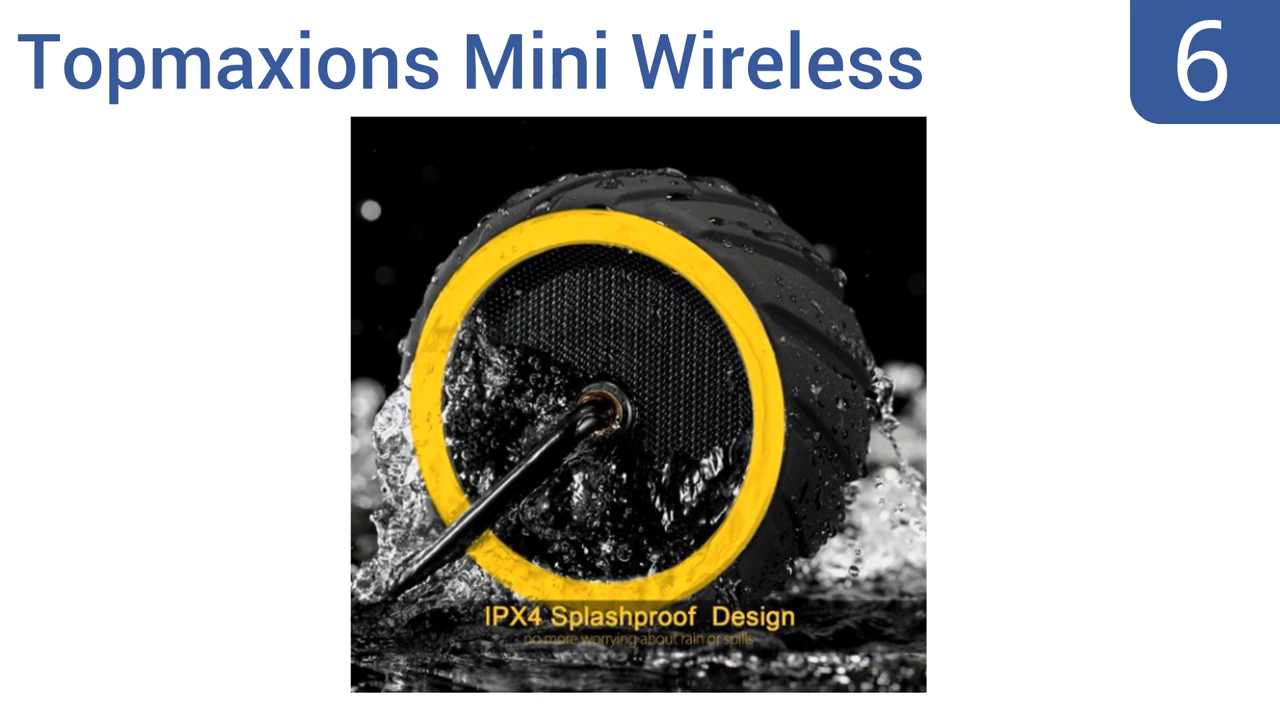 Topmaxions Mini Wireless
6
IPX4 Splashproof Design
no more worrying about rain or spills